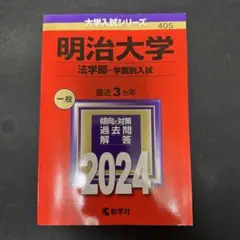 大学入試シリーズ
405
明治大学
法学部-学部別入試
最近3カ年
一般
傾向と対策
過去問
解答
2024
教学社